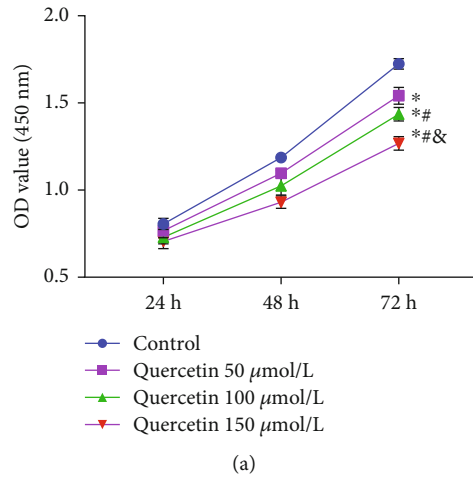 2.0
1.5
1.0
0.5
OD value (450 nm)
*
*#
*#&
24 h 48 h 72 h
Control
Quercetin 50 μmol/L
Quercetin 100 μmol/L
Quercetin 150 μmol/L
(a)